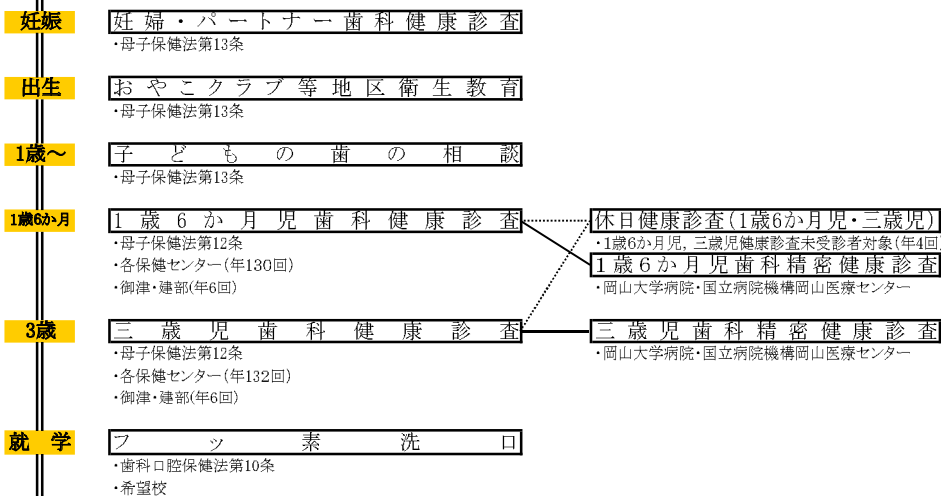 妊娠
妊婦・パートナー歯科健康診査
・母子保健法第13条
出生
おやこクラブ等地区衛生教育
・母子保健法第13条
1歳～
子どもの歯の相談
・母子保健法第13条
1歳6か月
1歳6か月児歯科健康診査
・母子保健法第12条
・各保健センター(年130回)
・御津・建部(年6回)
休日健康診査(1歳6か月児・三歳児)
・1歳6か月児，三歳児健康診査未受診者対象(年4回)
1歳6か月児歯科精密健康診査
・岡山大学病院・国立病院機構岡山医療センター
3歳
三歳児歯科健康診査
・母子保健法第12条
・各保健センター(年132回)
・御津・建部(年6回)
三歳児歯科精密健康診査
・岡山大学病院・国立病院機構岡山医療センター
就　学
フッ素洗口
・歯科口腔保健法第10条
・希望校